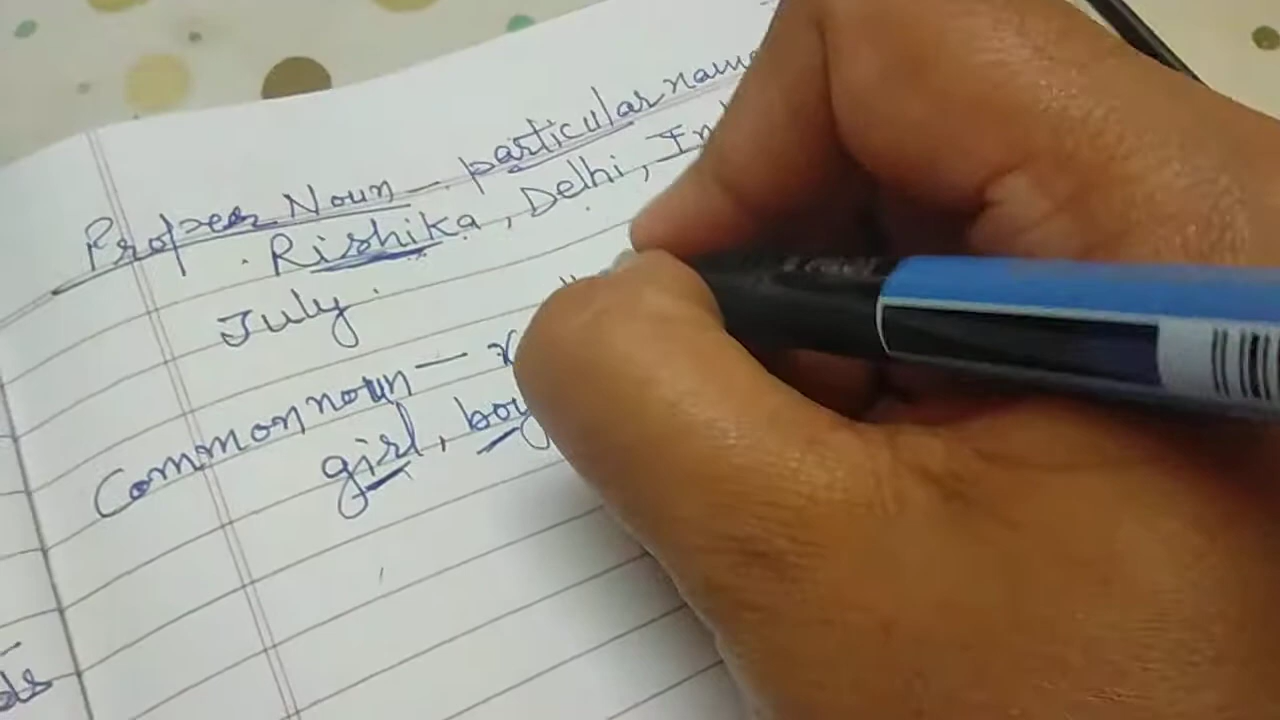 Proper Noun — particular name
Rishika, Delhi,
July.
Common noun —
girl, boy